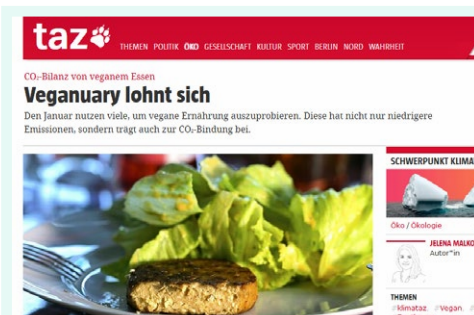 taz
THEMEN POLITIK ÖKO GESELLSCHAFT KULTUR SPORT BERLIN NORD WAHRHEIT
CO₂-Bilanz von veganem Essen
Veganuary lohnt sich
Den Januar nutzen viele, um vegane Ernährung auszuprobieren. Diese hat nicht nur niedrigere
Emissionen, sondern trägt auch zur CO₂-Bindung bei.
SCHWERPUNKT KLIMA
Öko / Ökologie
JELENA MALKO
Autor*in
THEMEN
#klimataz #Vegan